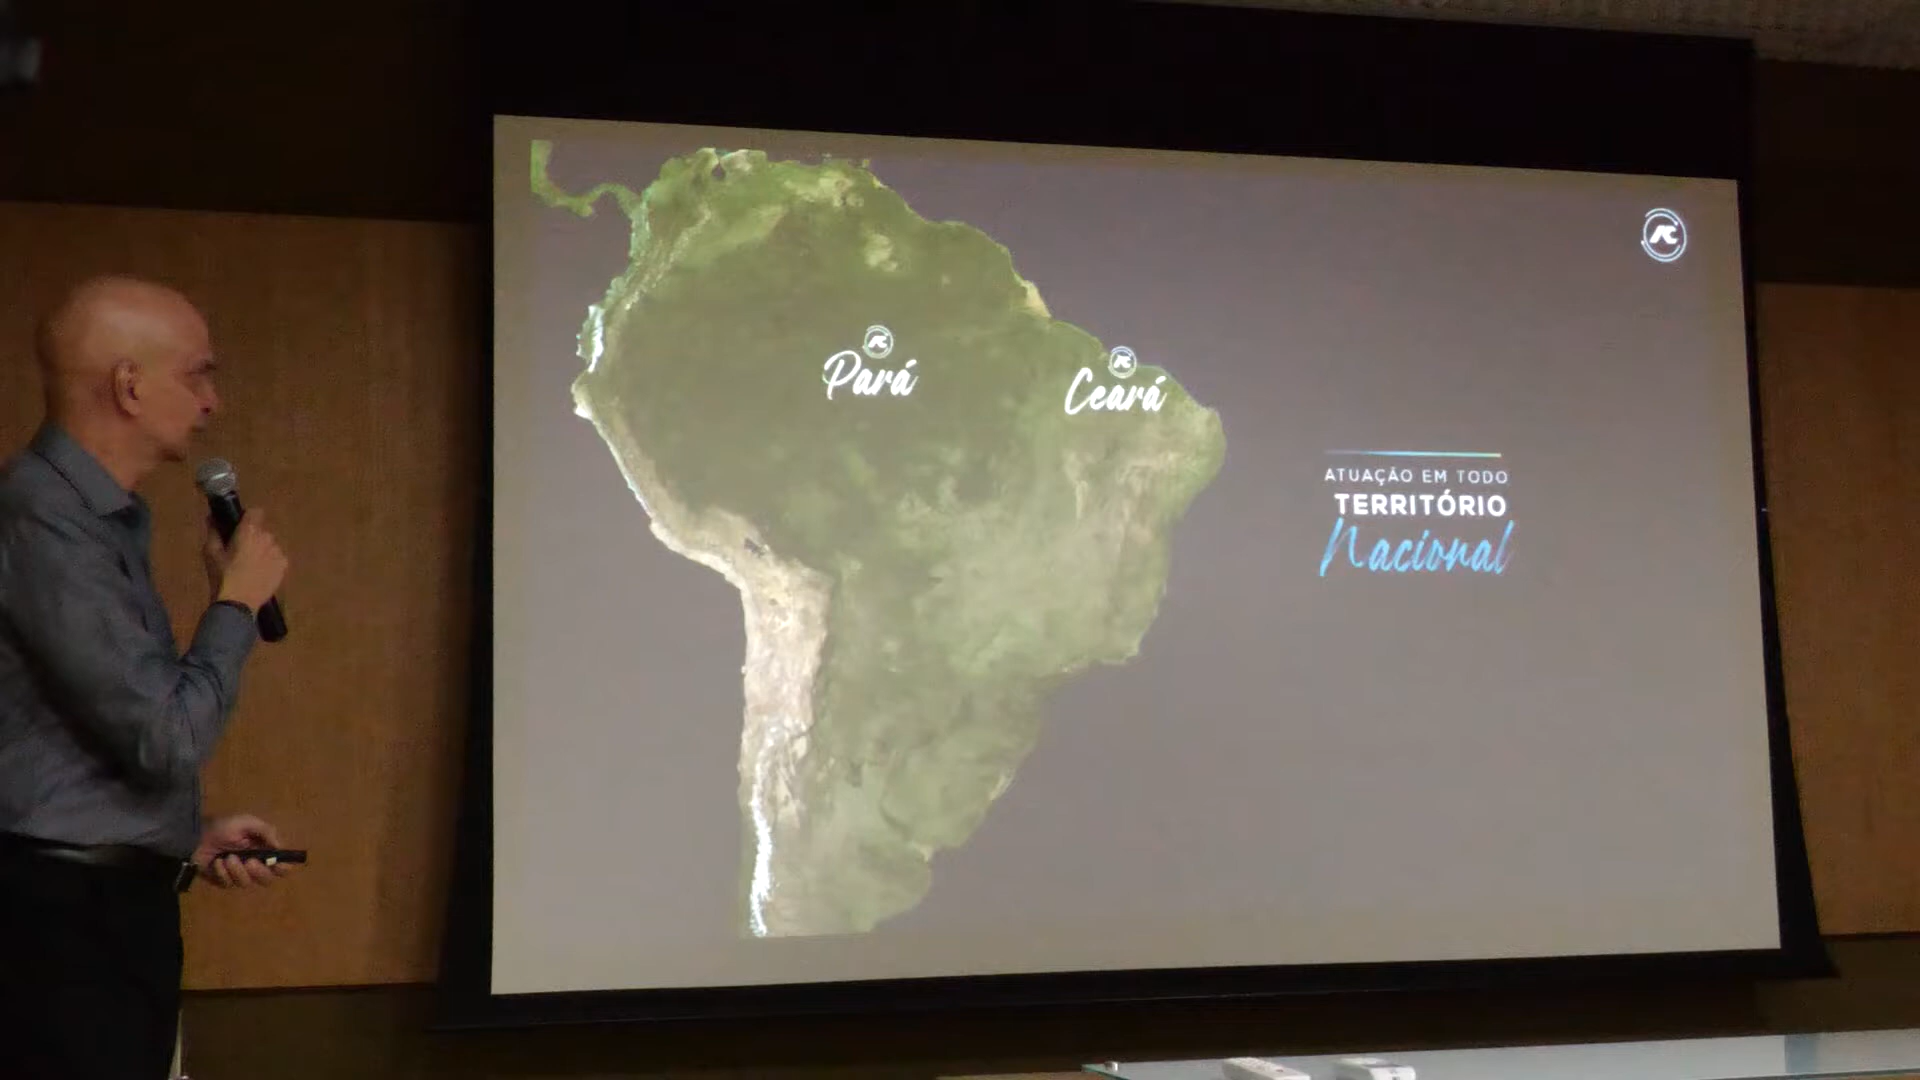 Pará
Ceará
ATUAÇÃO EM TODO
TERRITÓRIO
Nacional